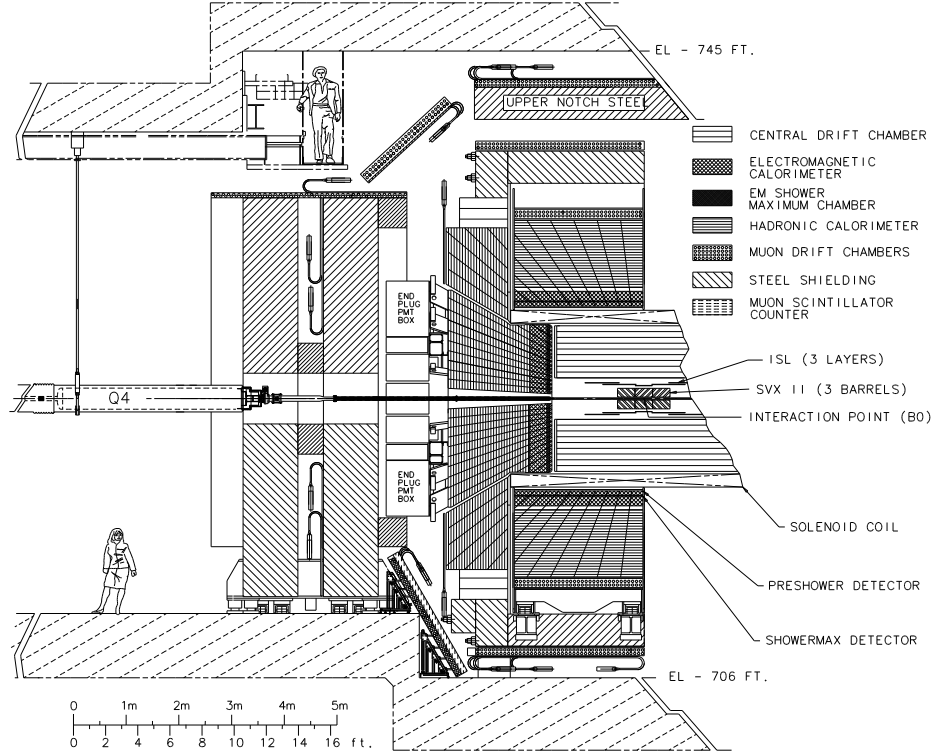 EL - 745 FT.
UPPER NOTCH STEEL
CENTRAL DRIFT CHAMBER
ELECTROMAGNETIC
CALORIMETER
EM SHOWER
MAXIMUM CHAMBER
HADRONIC CALORIMETER
MUON DRIFT CHAMBERS
STEEL SHIELDING
MUON SCINTILLATOR
COUNTER
END
PLUG
PMT
BOX
ISL (3 LAYERS)
Q4
SVX II (3 BARRELS)
INTERACTION POINT (B0)
END
PLUG
PMT
BOX
SOLENOID COIL
PRESHOWER DETECTOR
SHOWERMAX DETECTOR
EL - 706 FT.
0 1m 2m 3m 4m 5m
0 2 4 6 8 10 12 14 16 ft.